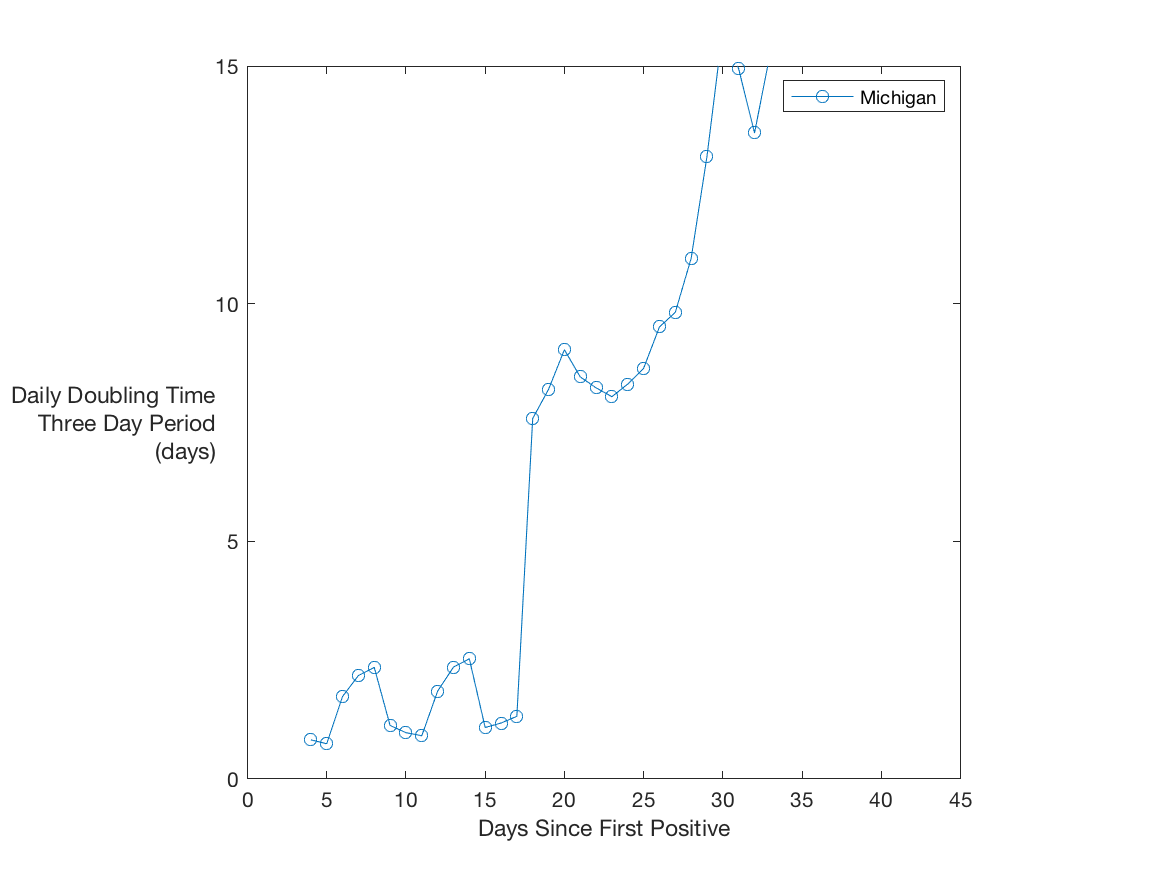 15
10
5
0
Daily Doubling Time
Three Day Period
(days)
Michigan
0 5 10 15 20 25 30 35 40 45
Days Since First Positive